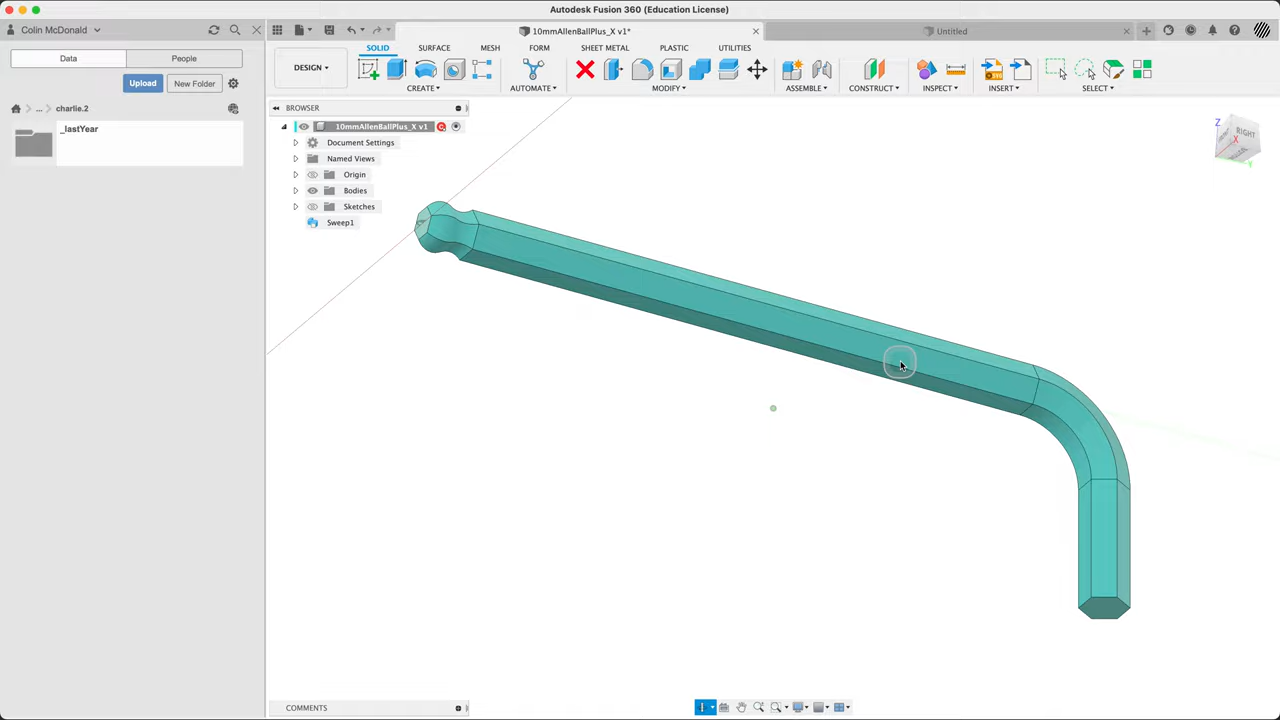 Autodesk Fusion 360 (Education License)
Colin McDonald
10mmAllenBallPlus_X v1*
Untitled
Data
People
Upload
New Folder
...
charlie.2
_lastYear
DESIGN
SOLID
SURFACE
MESH
FORM
SHEET METAL
PLASTIC
UTILITIES
CREATE
AUTOMATE
MODIFY
ASSEMBLE
CONSTRUCT
INSPECT
INSERT
SELECT
BROWSER
10mmAllenBallPlus_X v1
Document Settings
Named Views
Origin
Bodies
Sketches
Sweep1
Z
RIGHT
X
Y
COMMENTS